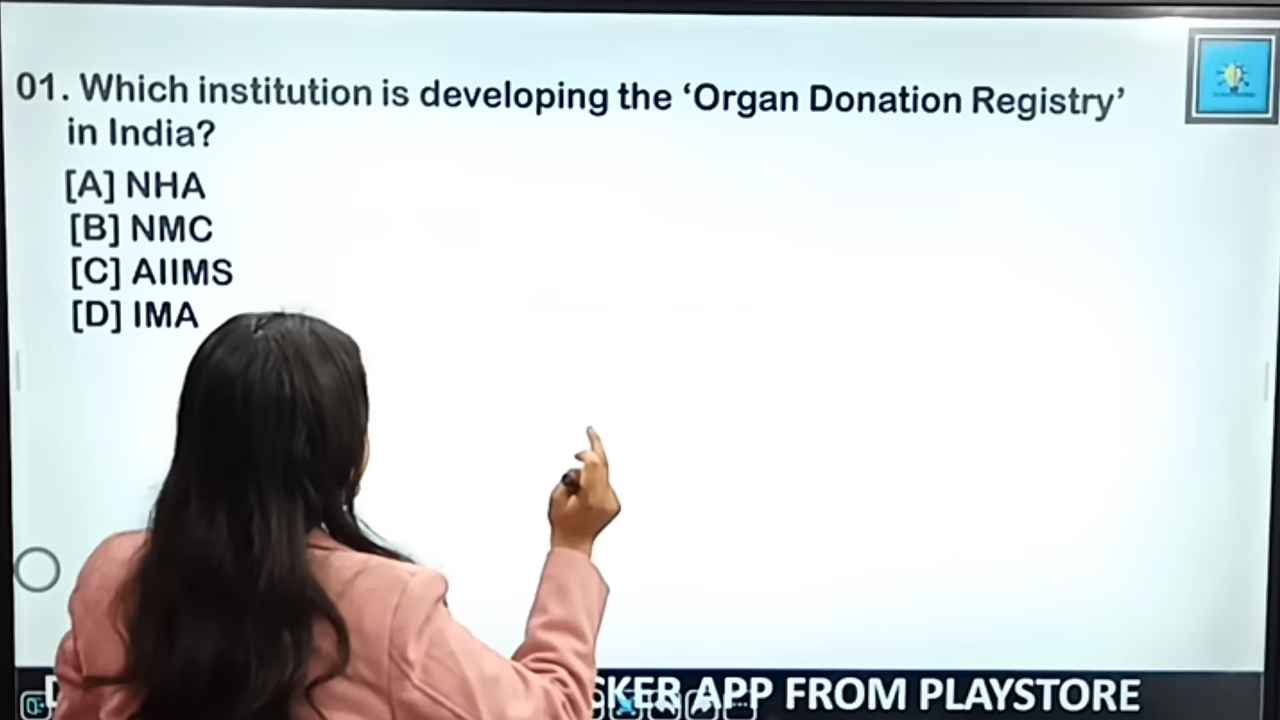 01. Which institution is developing the ‘Organ Donation Registry’
in India?
[A] NHA
[B] NMC
[C] AIIMS
[D] IMA
APP FROM PLAYSTORE